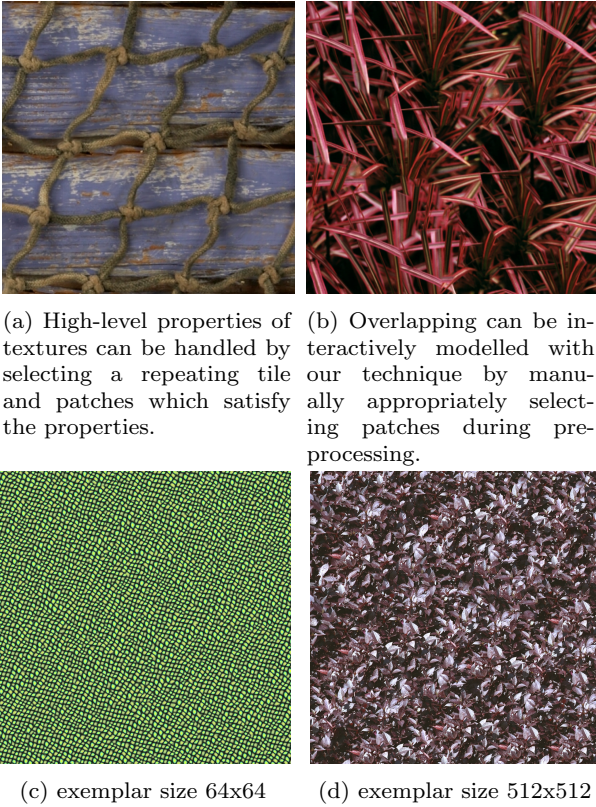 (a) High-level properties of
textures can be handled by
selecting a repeating tile
and patches which satisfy
the properties.
(b) Overlapping can be in-
teractively modelled with
our technique by manu-
ally appropriately select-
ing patches during pre-
processing.
(c) exemplar size 64x64
(d) exemplar size 512x512